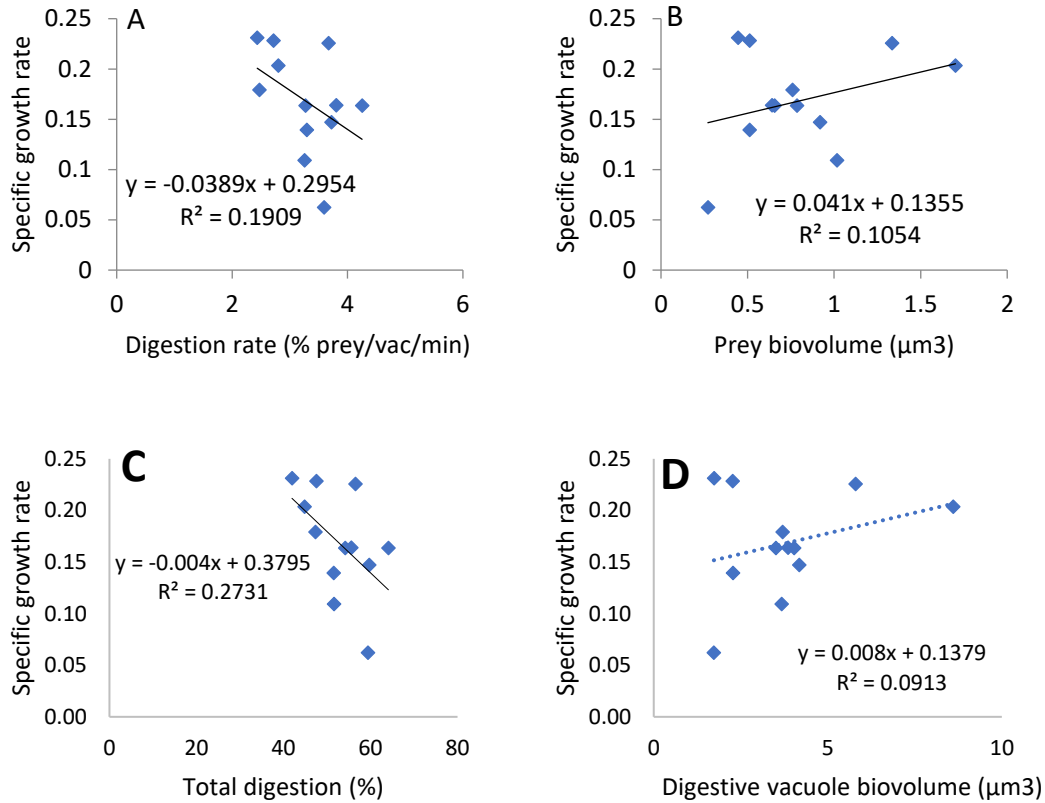 A
Specific growth rate
0.25
0.2
0.15
0.1
0.05
0
y = -0.0389x + 0.2954
R² = 0.1909
0 2 4 6
Digestion rate (% prey/vac/min)
B
Specific growth rate
0.25
0.2
0.15
0.1
0.05
0
y = 0.041x + 0.1355
R² = 0.1054
0 0.5 1 1.5 2
Prey biovolume (µm3)
C
Specific growth rate
0.25
0.20
0.15
0.10
0.05
0.00
y = -0.004x + 0.3795
R² = 0.2731
0 20 40 60 80
Total digestion (%)
D
Specific growth rate
0.25
0.20
0.15
0.10
0.05
0.00
y = 0.008x + 0.1379
R² = 0.0913
0 5 10
Digestive vacuole biovolume (µm3)